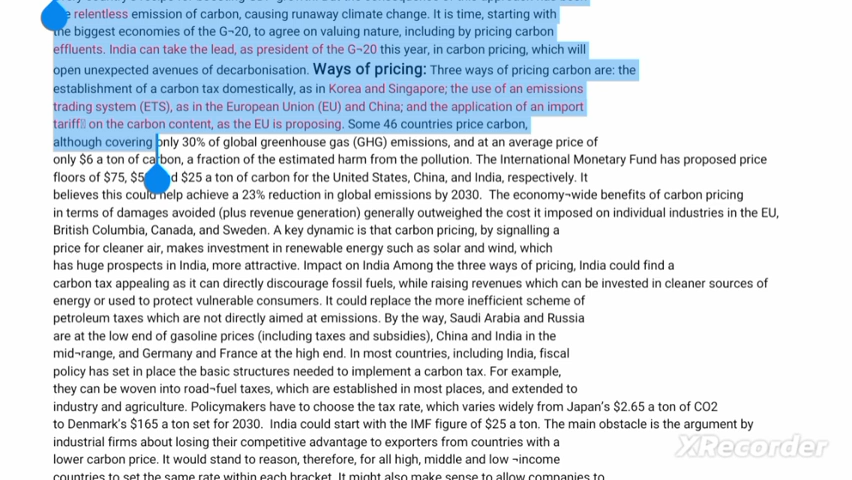 relentless emission of carbon, causing runaway climate change. It is time, starting with
the biggest economies of the G¬20, to agree on valuing nature, including by pricing carbon
effluents. India can take the lead, as president of the G¬20 this year, in carbon pricing, which will
open unexpected avenues of decarbonisation. Ways of pricing: Three ways of pricing carbon are: the
establishment of a carbon tax domestically, as in Korea and Singapore; the use of an emissions
trading system (ETS), as in the European Union (EU) and China; and the application of an import
tariff on the carbon content, as the EU is proposing. Some 46 countries price carbon,
although covering only 30% of global greenhouse gas (GHG) emissions, and at an average price of
only $6 a ton of carbon, a fraction of the estimated harm from the pollution. The International Monetary Fund has proposed price
floors of $75, $25 a ton of carbon for the United States, China, and India, respectively. It
believes this could help achieve a 23% reduction in global emissions by 2030. The economy¬wide benefits of carbon pricing
in terms of damages avoided (plus revenue generation) generally outweighed the cost it imposed on individual industries in the EU,
British Columbia, Canada, and Sweden. A key dynamic is that carbon pricing, by signalling a
price for cleaner air, makes investment in renewable energy such as solar and wind, which
has huge prospects in India, more attractive. Impact on India Among the three ways of pricing, India could find a
carbon tax appealing as it can directly discourage fossil fuels, while raising revenues which can be invested in cleaner sources of
energy or used to protect vulnerable consumers. It could replace the more inefficient scheme of
petroleum taxes which are not directly aimed at emissions. By the way, Saudi Arabia and Russia
are at the low end of gasoline prices (including taxes and subsidies), China and India in the
mid¬range, and Germany and France at the high end. In most countries, including India, fiscal
policy has set in place the basic structures needed to implement a carbon tax. For example,
they can be woven into road¬fuel taxes, which are established in most places, and extended to
industry and agriculture. Policymakers have to choose the tax rate, which varies widely from Japan's $2.65 a ton of CO2
to Denmark's $165 a ton set for 2030. India could start with the IMF figure of $25 a ton. The main obstacle is the argument by
industrial firms about losing their competitive advantage to exporters from countries with a
lower carbon price. It would stand to reason, therefore, for all high, middle and low ¬income
countries to set the same rate within each bracket. It might also make sense to allow companies to
XRecorder